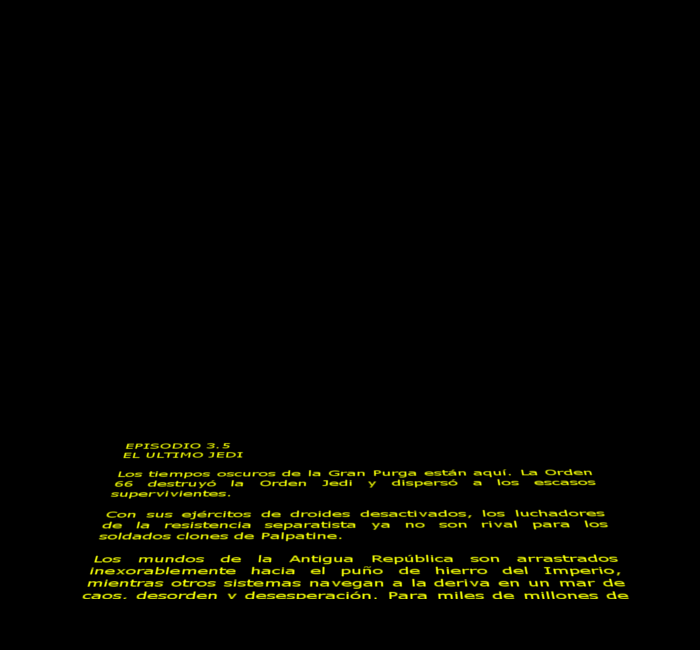 EPISODIO 3.5
EL ULTIMO JEDI
Los tiempos oscuros de la Gran Purga están aquí. La Orden
66 destruyó la Orden Jedi y dispersó a los escasos
supervivientes.
Con sus ejércitos de droides desactivados, los luchadores
de la resistencia separatista ya no son rival para los
soldados clones de Palpatine.
Los mundos de la Antigua República son arrastrados
inexorablemente hacia el puño de hierro del Imperio,
mientras otros sistemas navegan a la deriva en un mar de
caos, desorden y desesperación. Para miles de millones de